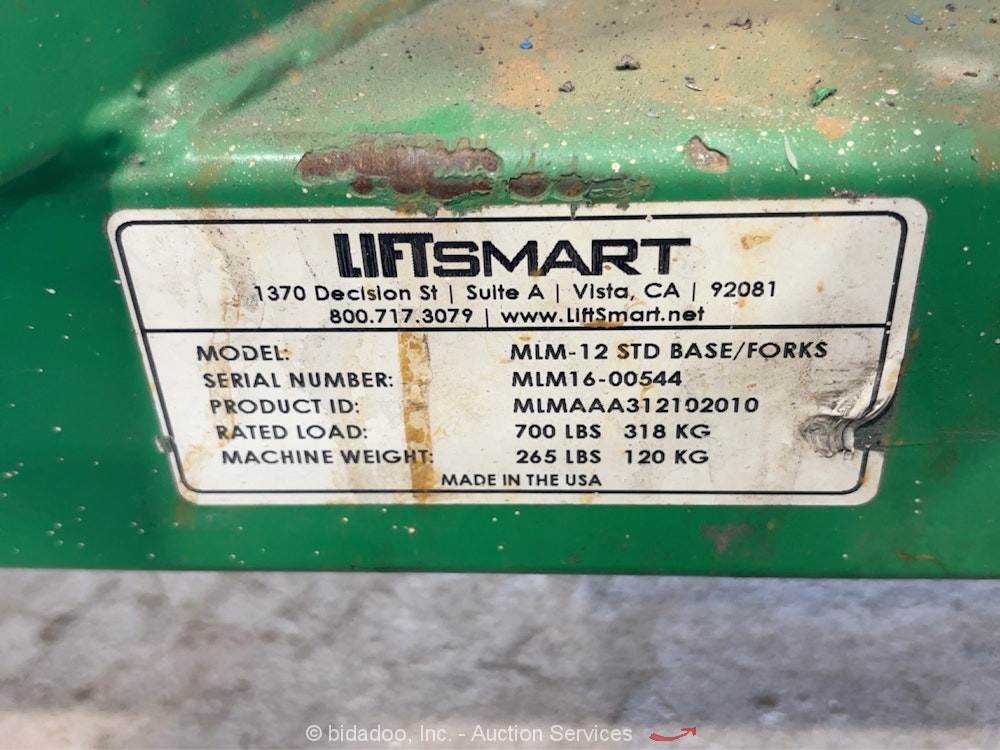 LIFTSMART
1370 Decision St | Suite A | Vista, CA | 92081
800.717.3079 | www.LiftSmart.net
MODEL: MLM-12 STD BASE/FORKS
SERIAL NUMBER: MLM16-00544
PRODUCT ID: MLMAAA312102010
RATED LOAD: 700 LBS 318 KG
MACHINE WEIGHT: 265 LBS 120 KG
MADE IN THE USA
© bidadoo, Inc. - Auction Services